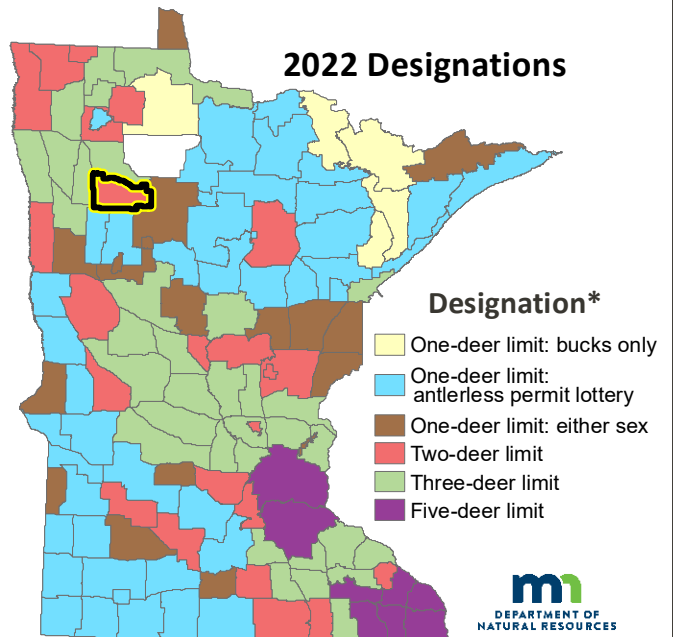 2022 Designations
Designation*
One-deer limit: bucks only
One-deer limit:
antlerless permit lottery
One-deer limit: either sex
Two-deer limit
Three-deer limit
Five-deer limit
mn
DEPARTMENT OF
NATURAL RESOURCES